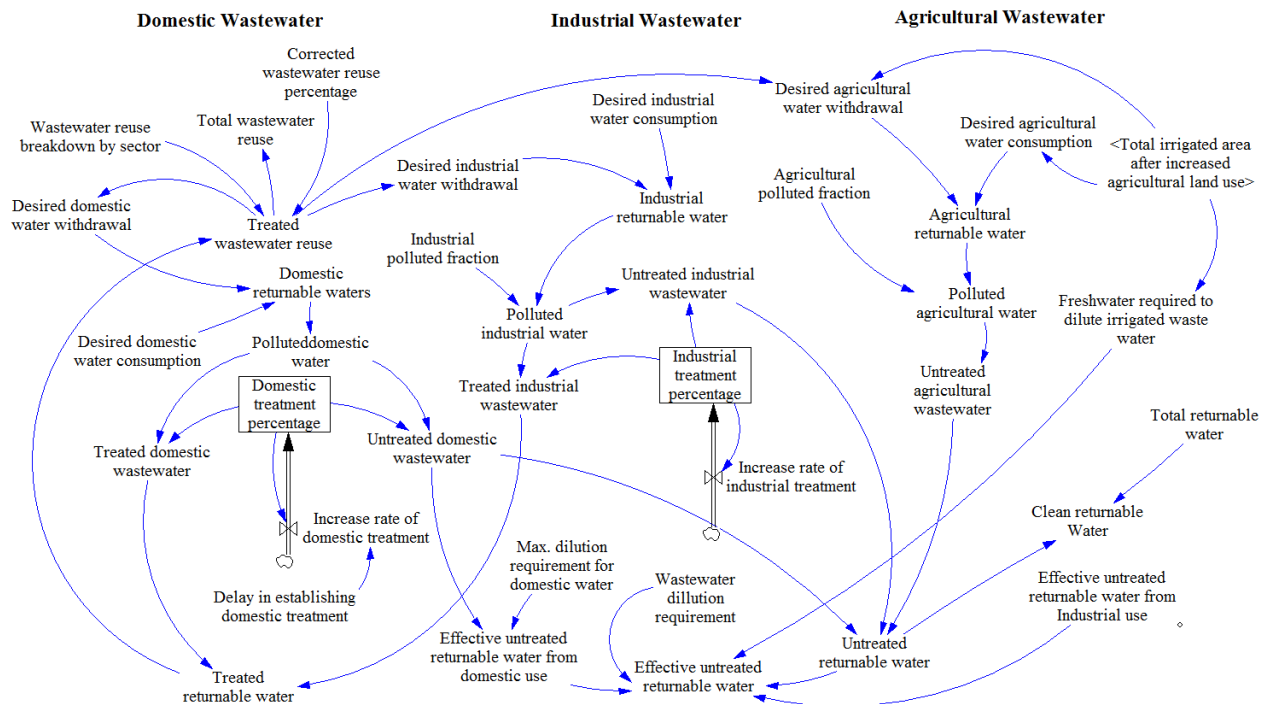 Domestic Wastewater
Industrial Wastewater
Agricultural Wastewater
Corrected
wastewater reuse
percentage
Wastewater reuse
breakdown by sector
Total wastewater
reuse
Desired domestic
water withdrawal
Treated
wastewater reuse
Desired industrial
water withdrawal
Desired industrial
water consumption
Industrial
returnable water
Desired agricultural
water withdrawal
Desired agricultural
water consumption
<Total irrigated area
after increased
agricultural land use>
Agricultural
polluted fraction
Agricultural
returnable water
Domestic
returnable waters
Industrial
polluted fraction
Untreated industrial
wastewater
Polluted
agricultural water
Freshwater required to
dilute irrigated waste
water
Desired domestic
water consumption
Polluteddomestic
water
Polluted
industrial water
Domestic
treatment
percentage
Treated industrial
wastewater
Industrial
treatment
percentage
Untreated
agricultural
wastewater
Treated domestic
wastewater
Untreated domestic
wastewater
Total returnable
water
Increase rate of
industrial treatment
Increase rate of
domestic treatment
Clean returnable
Water
Delay in establishing
domestic treatment
Max. dilution
requirement for
domestic water
Wastewater
dillution
requirement
Effective untreated
returnable water from
Industrial use
Effective untreated
returnable water from
domestic use
Untreated
returnable water
Treated
returnable water
Effective untreated
returnable water